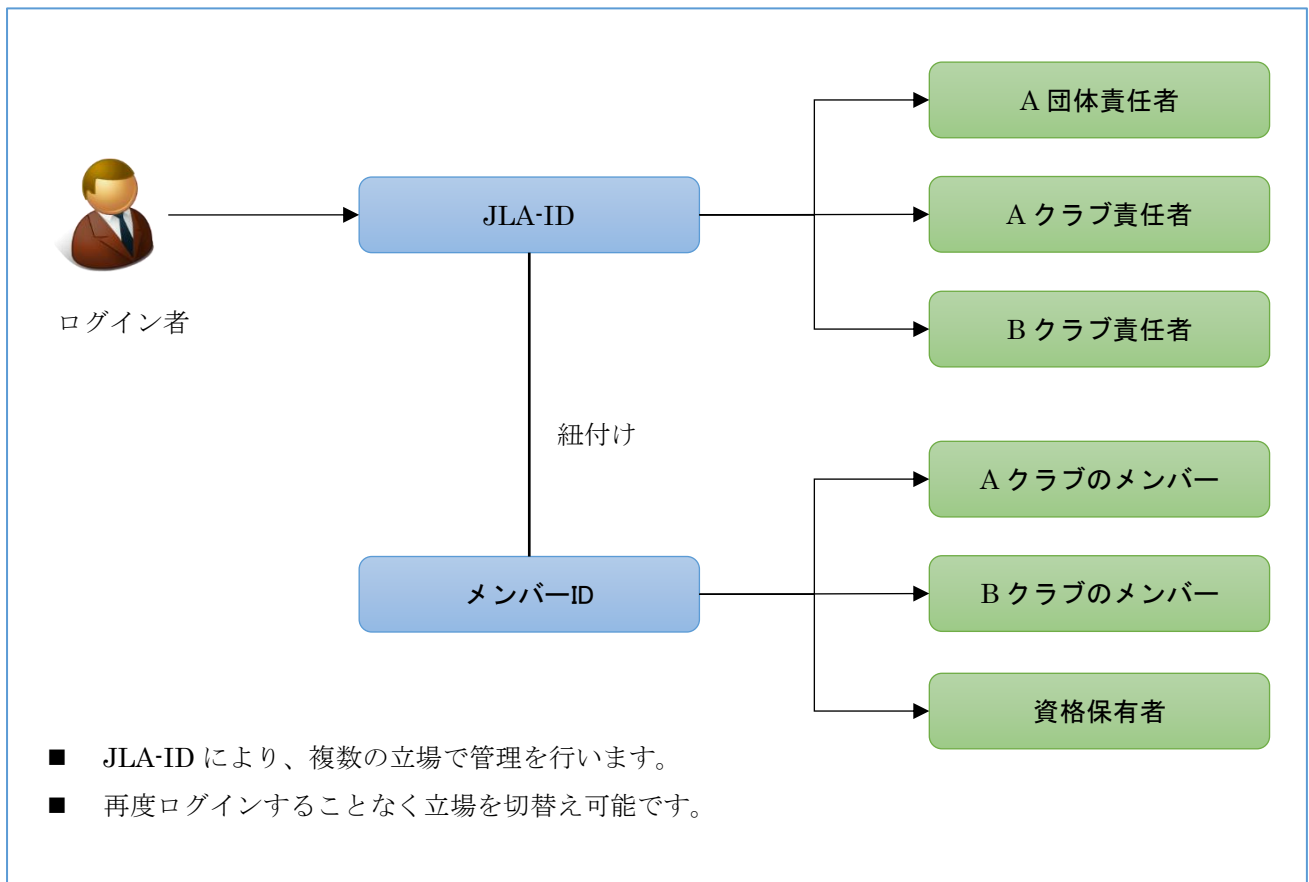 A 団体責任者
JLA-ID
A クラブ責任者
ログイン者
B クラブ責任者
紐付け
A クラブのメンバー
メンバーID
B クラブのメンバー
資格保有者
■ JLA-ID により、複数の立場で管理を行います。
■ 再度ログインすることなく立場を切替え可能です。